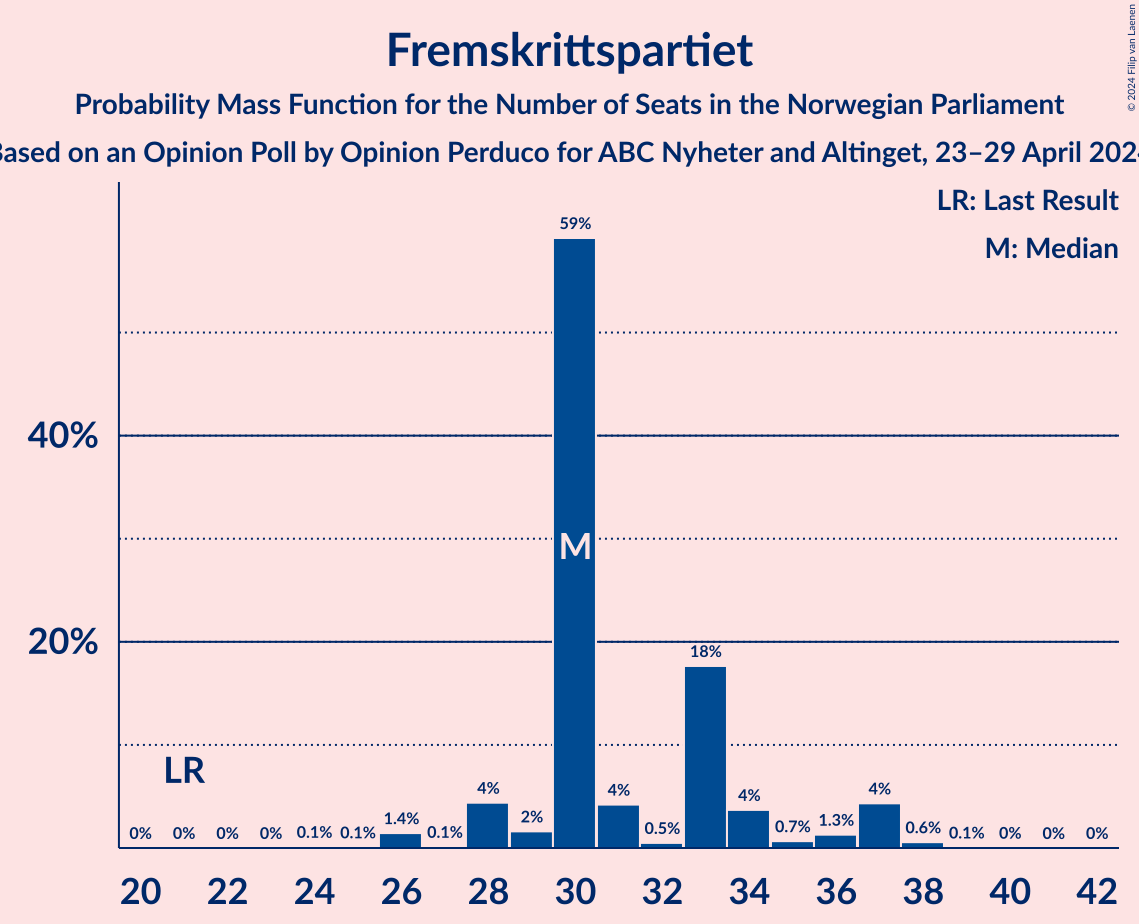 Fremskrittspartiet
Probability Mass Function for the Number of Seats in the Norwegian Parliament
Based on an Opinion Poll by Opinion Perduco for ABC Nyheter and Altinget, 23–29 April 2024
© 2024 Filip van Laenen
LR: Last Result
M: Median
59%
40%
M
20%
18%
LR
0% 0% 0% 0% 0.1% 0.1% 1.4% 0.1% 4% 2% 4% 0.5% 4% 0.7% 1.3% 4% 0.6% 0.1% 0% 0% 0%
20 22 24 26 28 30 32 34 36 38 40 42